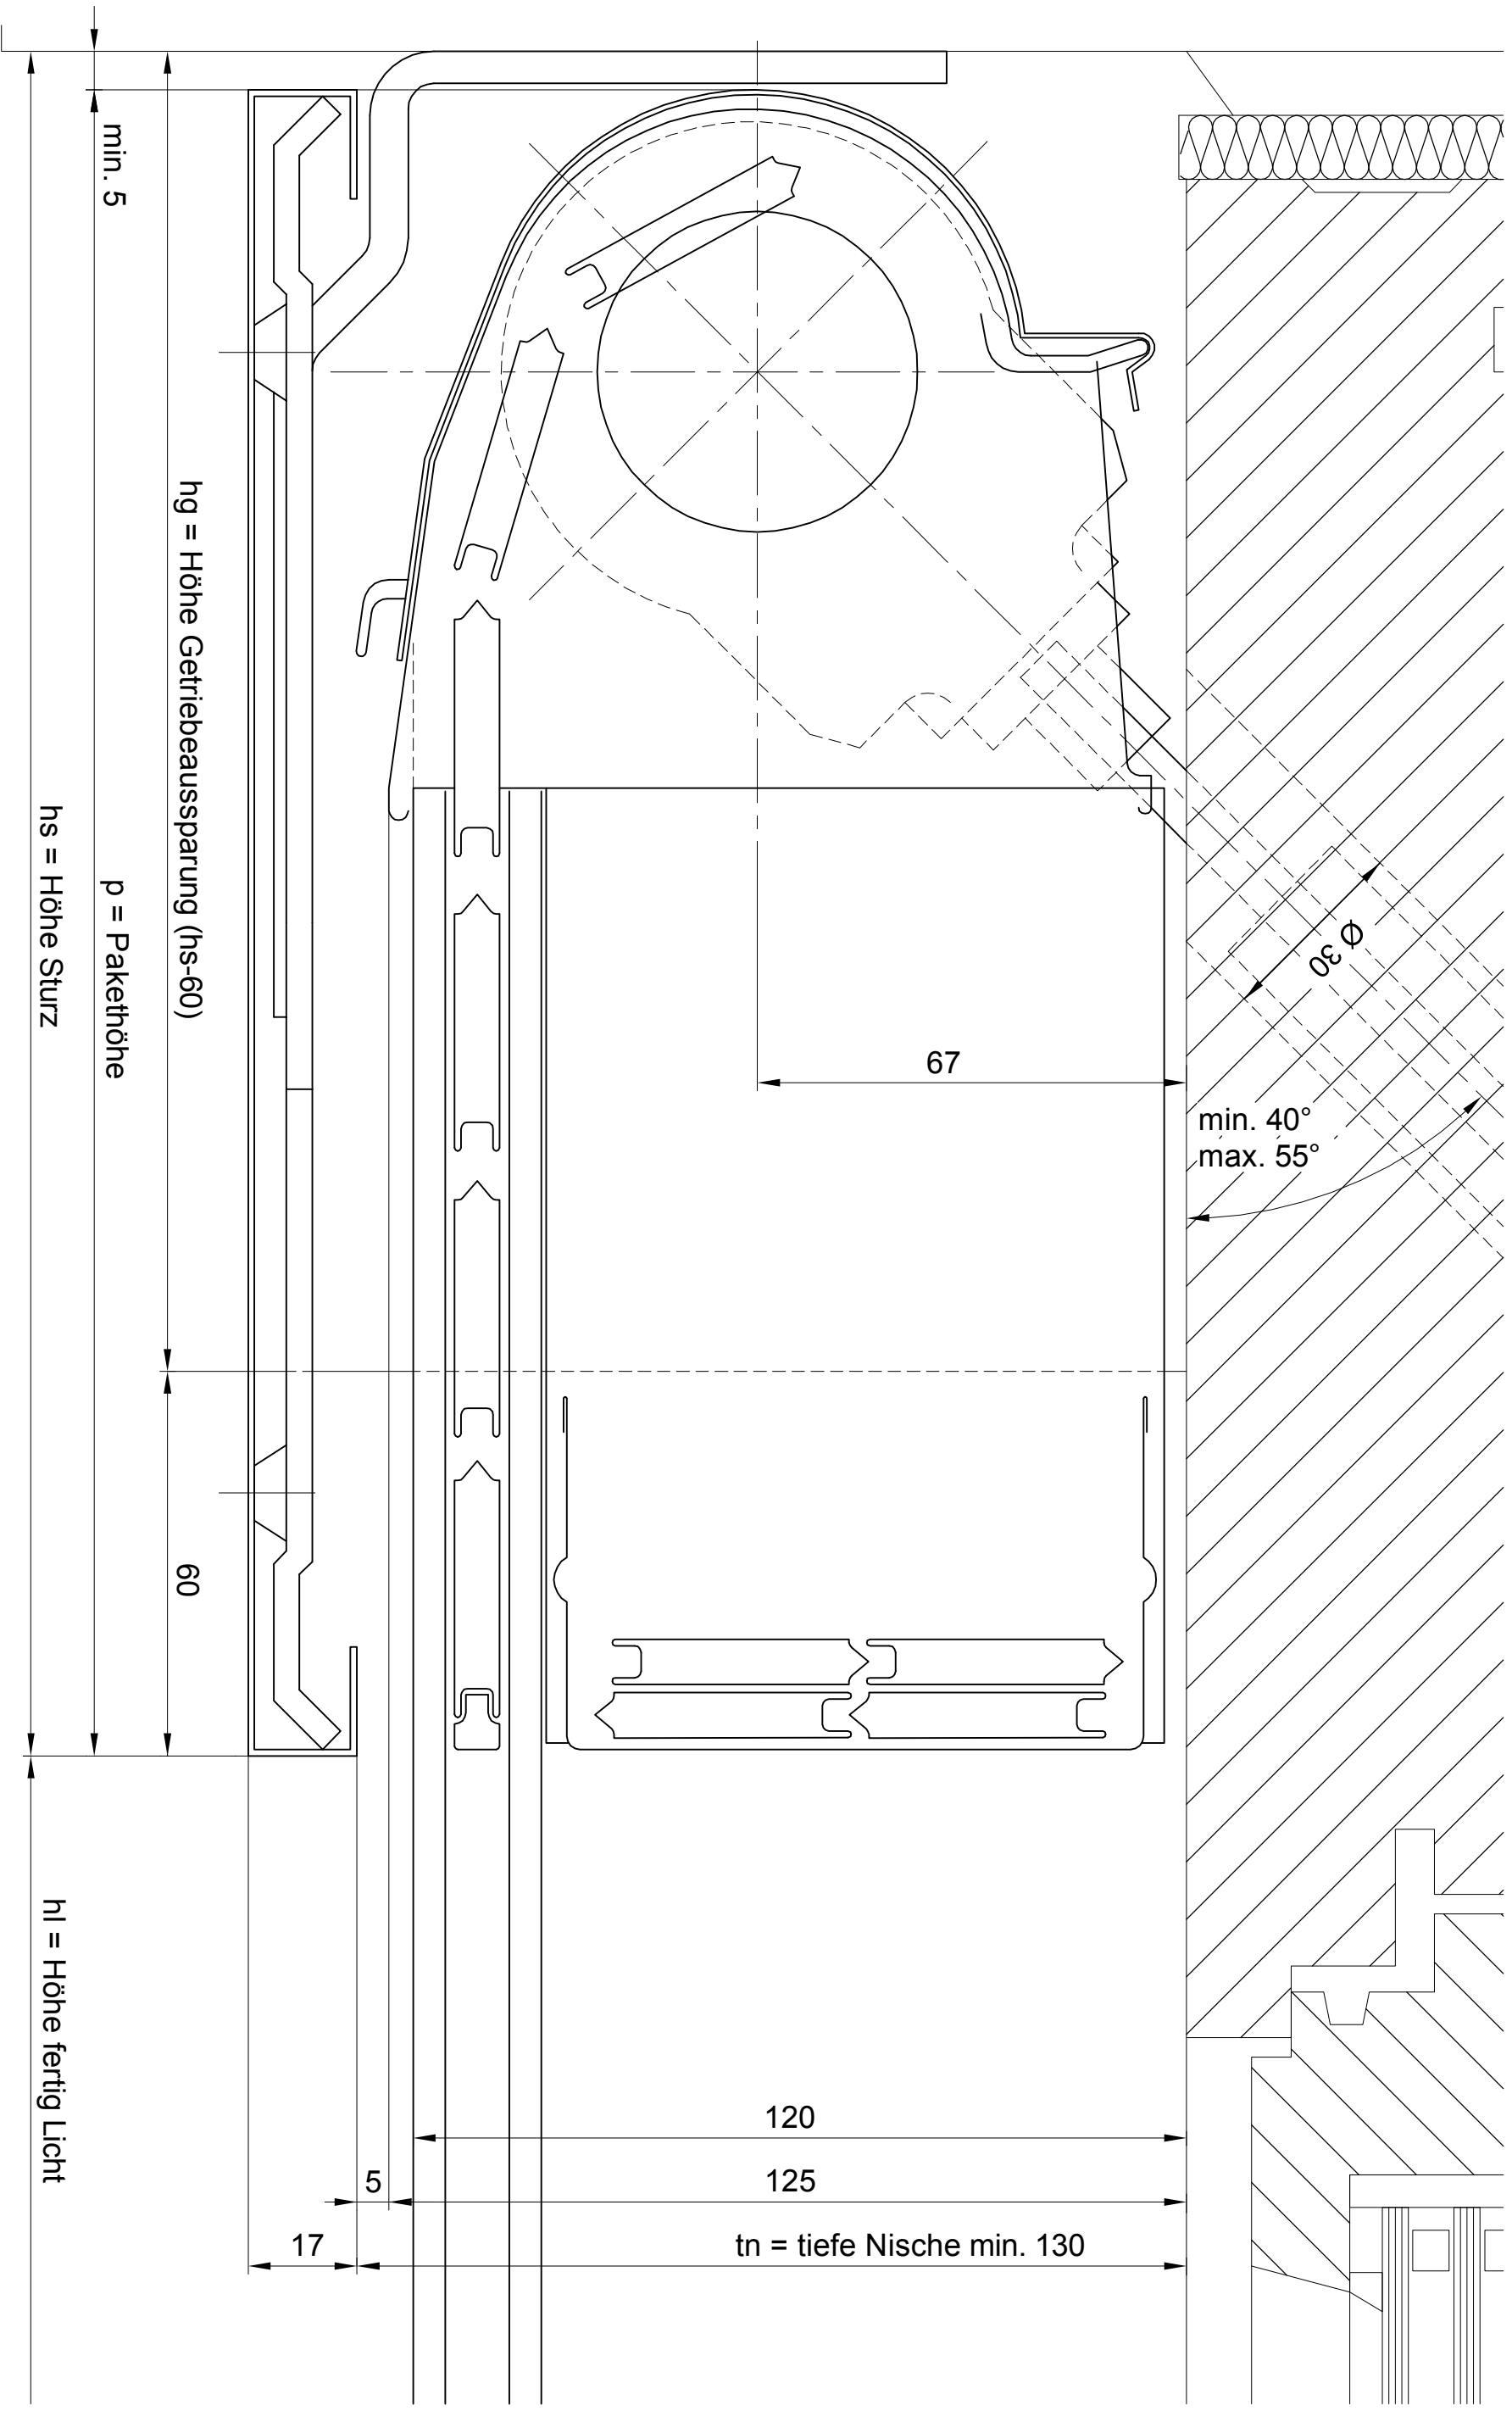 min. 5
hg = Höhe Getriebeaussparung (hs-60)
p = Pakethöhe
hs = Höhe Sturz
Ø 30
67
min. 40°
max. 55°
60
hl = Höhe fertig Licht
120
5
125
17
tn = tiefe Nische min. 130